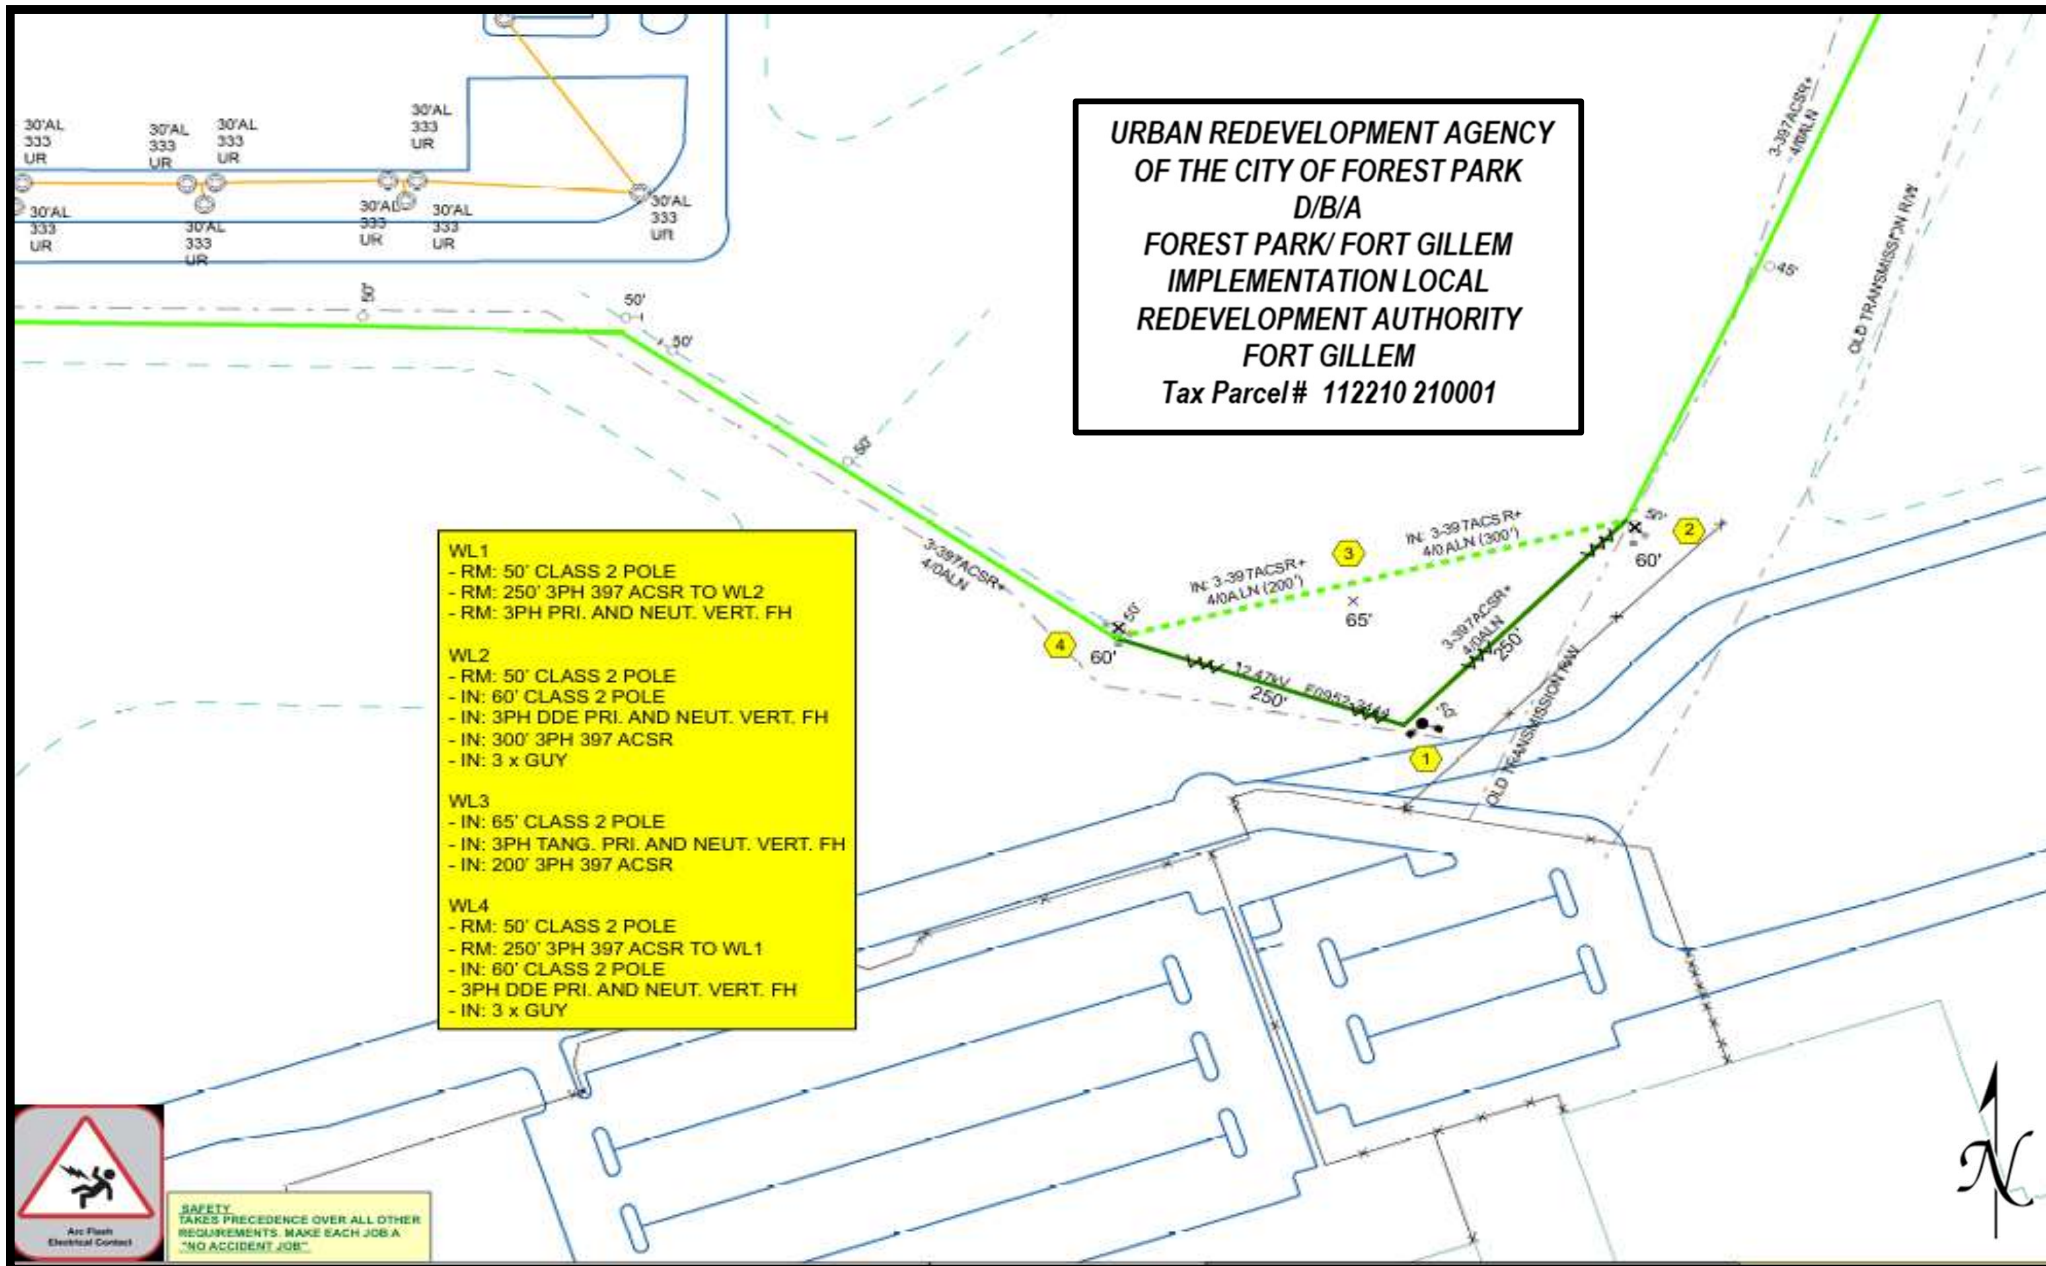 30'AL
333
UR
30'AL
333
UR
30'AL
333
UR
30'AL
333
UR
30'AL
333
UR
30'AL
333
UR
30'AL
333
UR
30'AL
333
UR
30'AL
333
UR
50'
50'
50'
50'
URBAN REDEVELOPMENT AGENCY
OF THE CITY OF FOREST PARK
D/B/A
FOREST PARK/ FORT GILLEM
IMPLEMENTATION LOCAL
REDEVELOPMENT AUTHORITY
FORT GILLEM
Tax Parcel # 112210 210001
3-397ACSR+
4/0ALN
45'
OLD TRANSMISSION R/W
3-397ACSR+
4/0ALN
IN: 3-397ACSR+
4/0ALN (200')
3
IN: 3-397ACSR+
4/0ALN (300')
50'
2
60'
65'
50'
4
60'
3-397ACSR+
4/0ALN
250'
12.47kV F0952-2444
250'
50'
1
OLD TRANSMISSION R/W
WL1
- RM: 50' CLASS 2 POLE
- RM: 250' 3PH 397 ACSR TO WL2
- RM: 3PH PRI. AND NEUT. VERT. FH
WL2
- RM: 50' CLASS 2 POLE
- IN: 60' CLASS 2 POLE
- IN: 3PH DDE PRI. AND NEUT. VERT. FH
- IN: 300' 3PH 397 ACSR
- IN: 3 x GUY
WL3
- IN: 65' CLASS 2 POLE
- IN: 3PH TANG. PRI. AND NEUT. VERT. FH
- IN: 200' 3PH 397 ACSR
WL4
- RM: 50' CLASS 2 POLE
- RM: 250' 3PH 397 ACSR TO WL1
- IN: 60' CLASS 2 POLE
- 3PH DDE PRI. AND NEUT. VERT. FH
- IN: 3 x GUY
Arc Flash
Electrical Contact
SAFETY
TAKES PRECEDENCE OVER ALL OTHER
REQUIREMENTS. MAKE EACH JOB A
"NO ACCIDENT JOB"
N